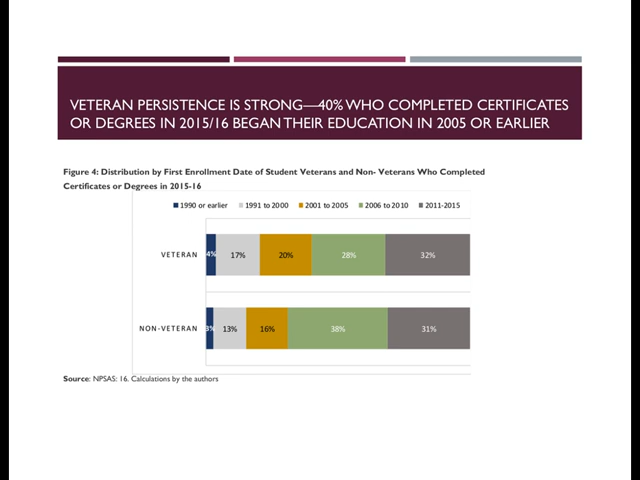 VETERAN PERSISTENCE IS STRONG—40% WHO COMPLETED CERTIFICATES
OR DEGREES IN 2015/16 BEGAN THEIR EDUCATION IN 2005 OR EARLIER
Figure 4: Distribution by First Enrollment Date of Student Veterans and Non- Veterans Who Completed
Certificates or Degrees in 2015-16
1990 or earlier 1991 to 2000 2001 to 2005 2006 to 2010 2011-2015
VETERAN 4% 17% 20% 28% 32%
NON-VETERAN 3% 13% 16% 38% 31%
Source: NPSAS: 16. Calculations by the authors